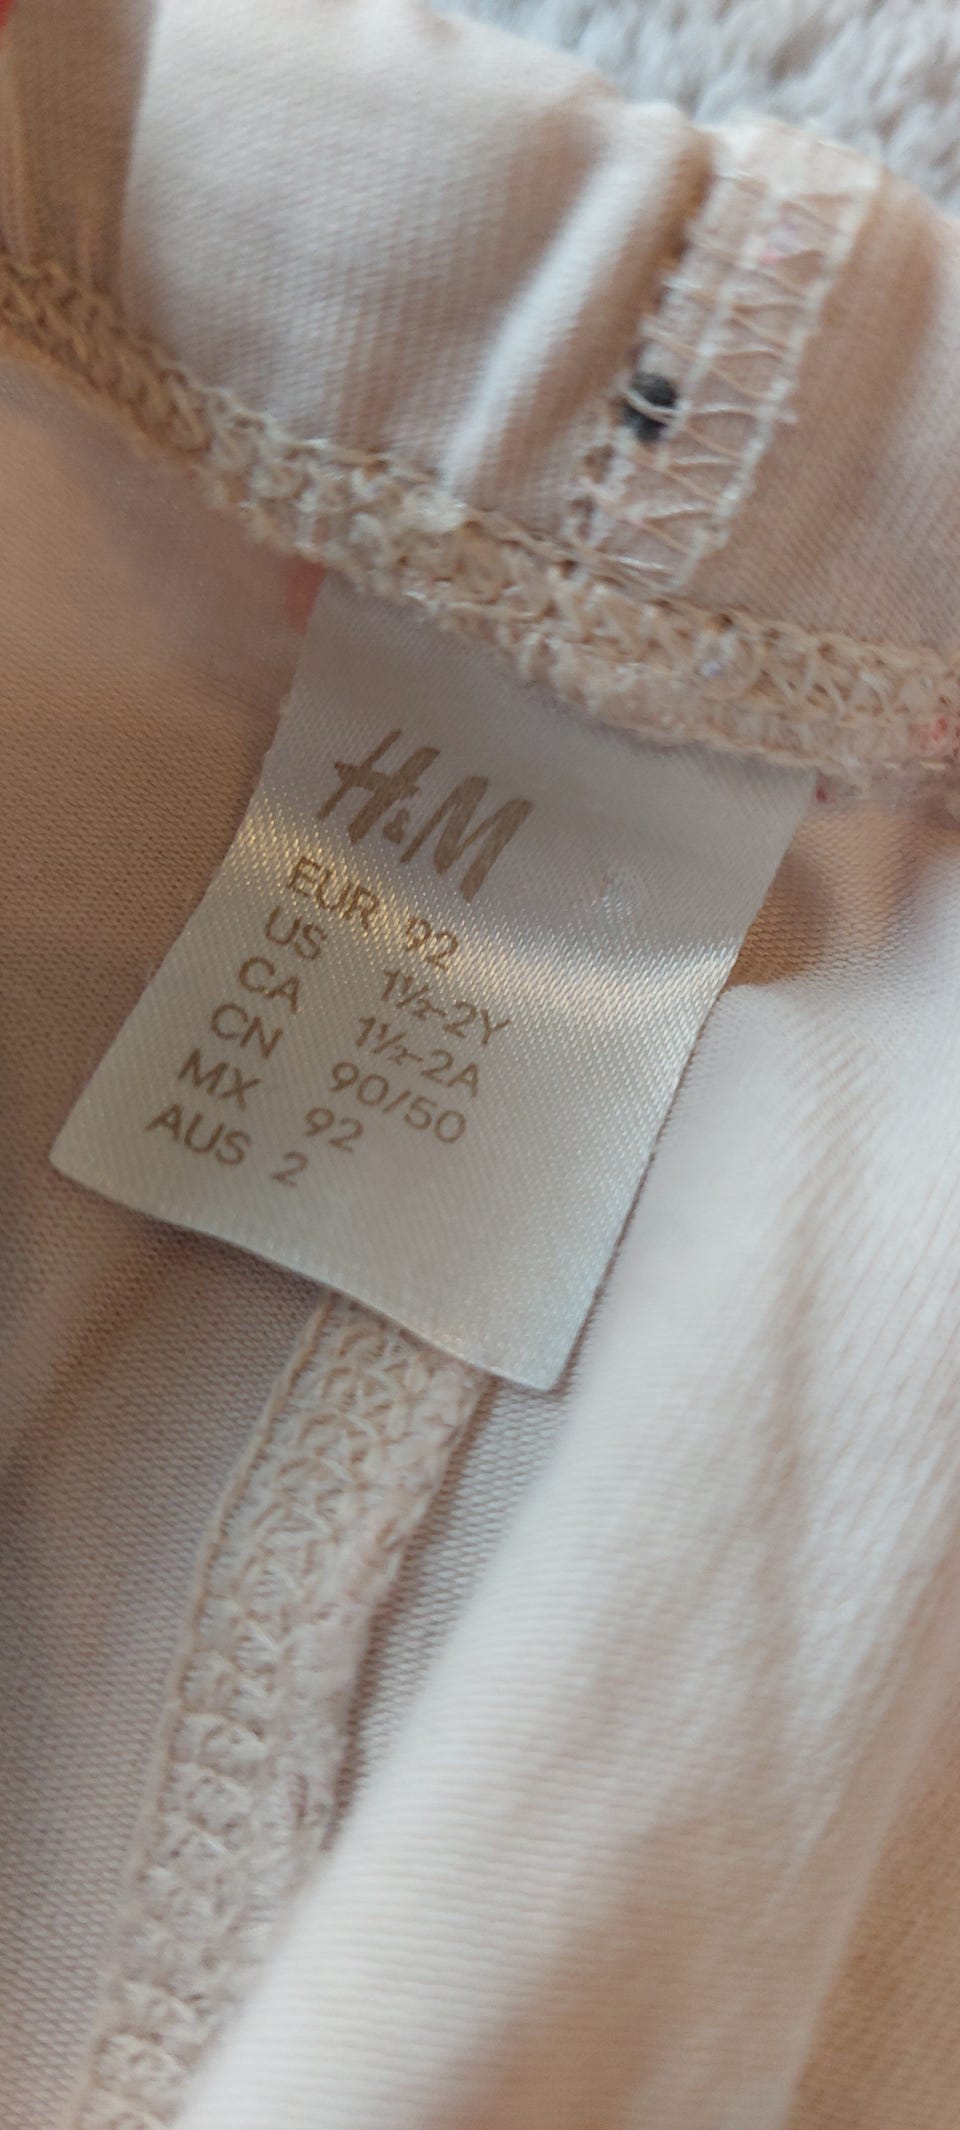 H&M
EUR 92
US 1½-2Y
CA 1½-2A
CN 90/50
MX 92
AUS 2